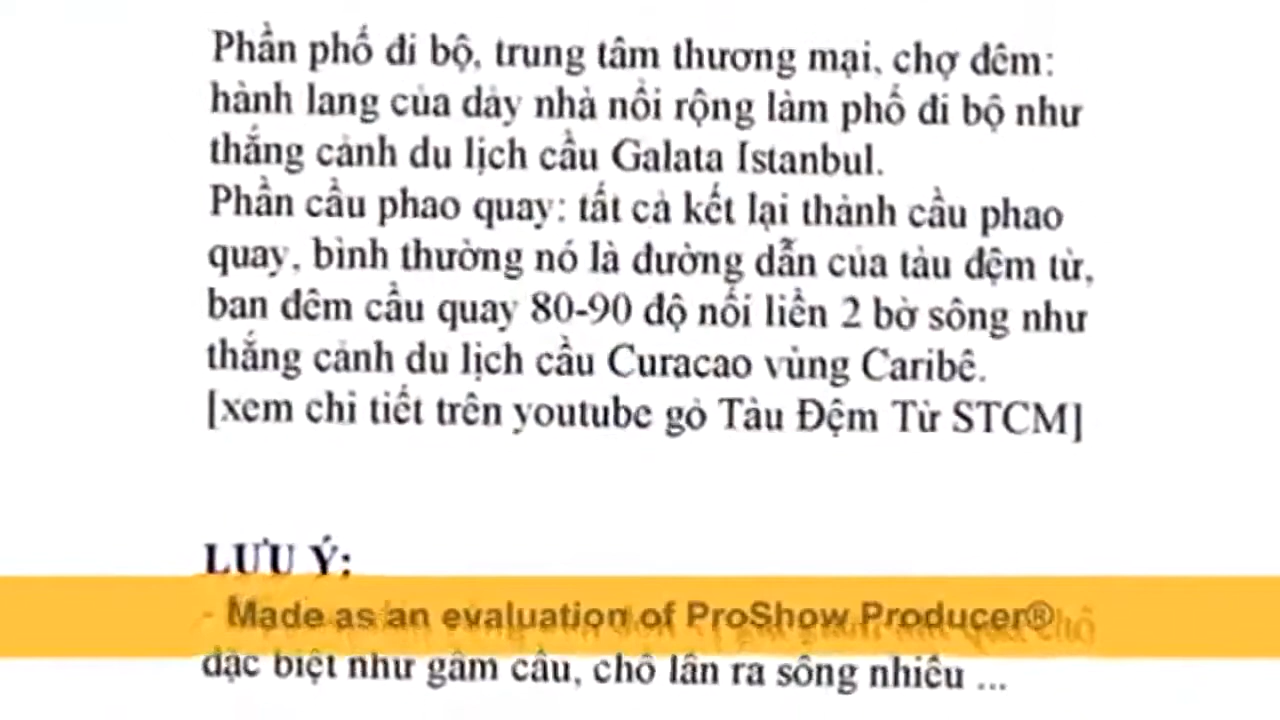 Phần phố đi bộ, trung tâm thương mại, chợ đêm:
hành lang của dãy nhà nổi rộng làm phố đi bộ như
thắng cảnh du lịch cầu Galata Istanbul.
Phần cầu phao quay: tất cả kết lại thành cầu phao
quay, bình thường nó là đường dẫn của tàu đệm từ,
ban đêm cầu quay 80-90 độ nối liền 2 bờ sông như
thắng cảnh du lịch cầu Curacao vùng Caribê.
[xem chi tiết trên youtube gõ Tàu Đệm Từ STCM]
LƯU Ý:
- Made as an evaluation of ProShow Producer® chỗ
đặc biệt như gầm cầu, chỗ lấn ra sông nhiều ...